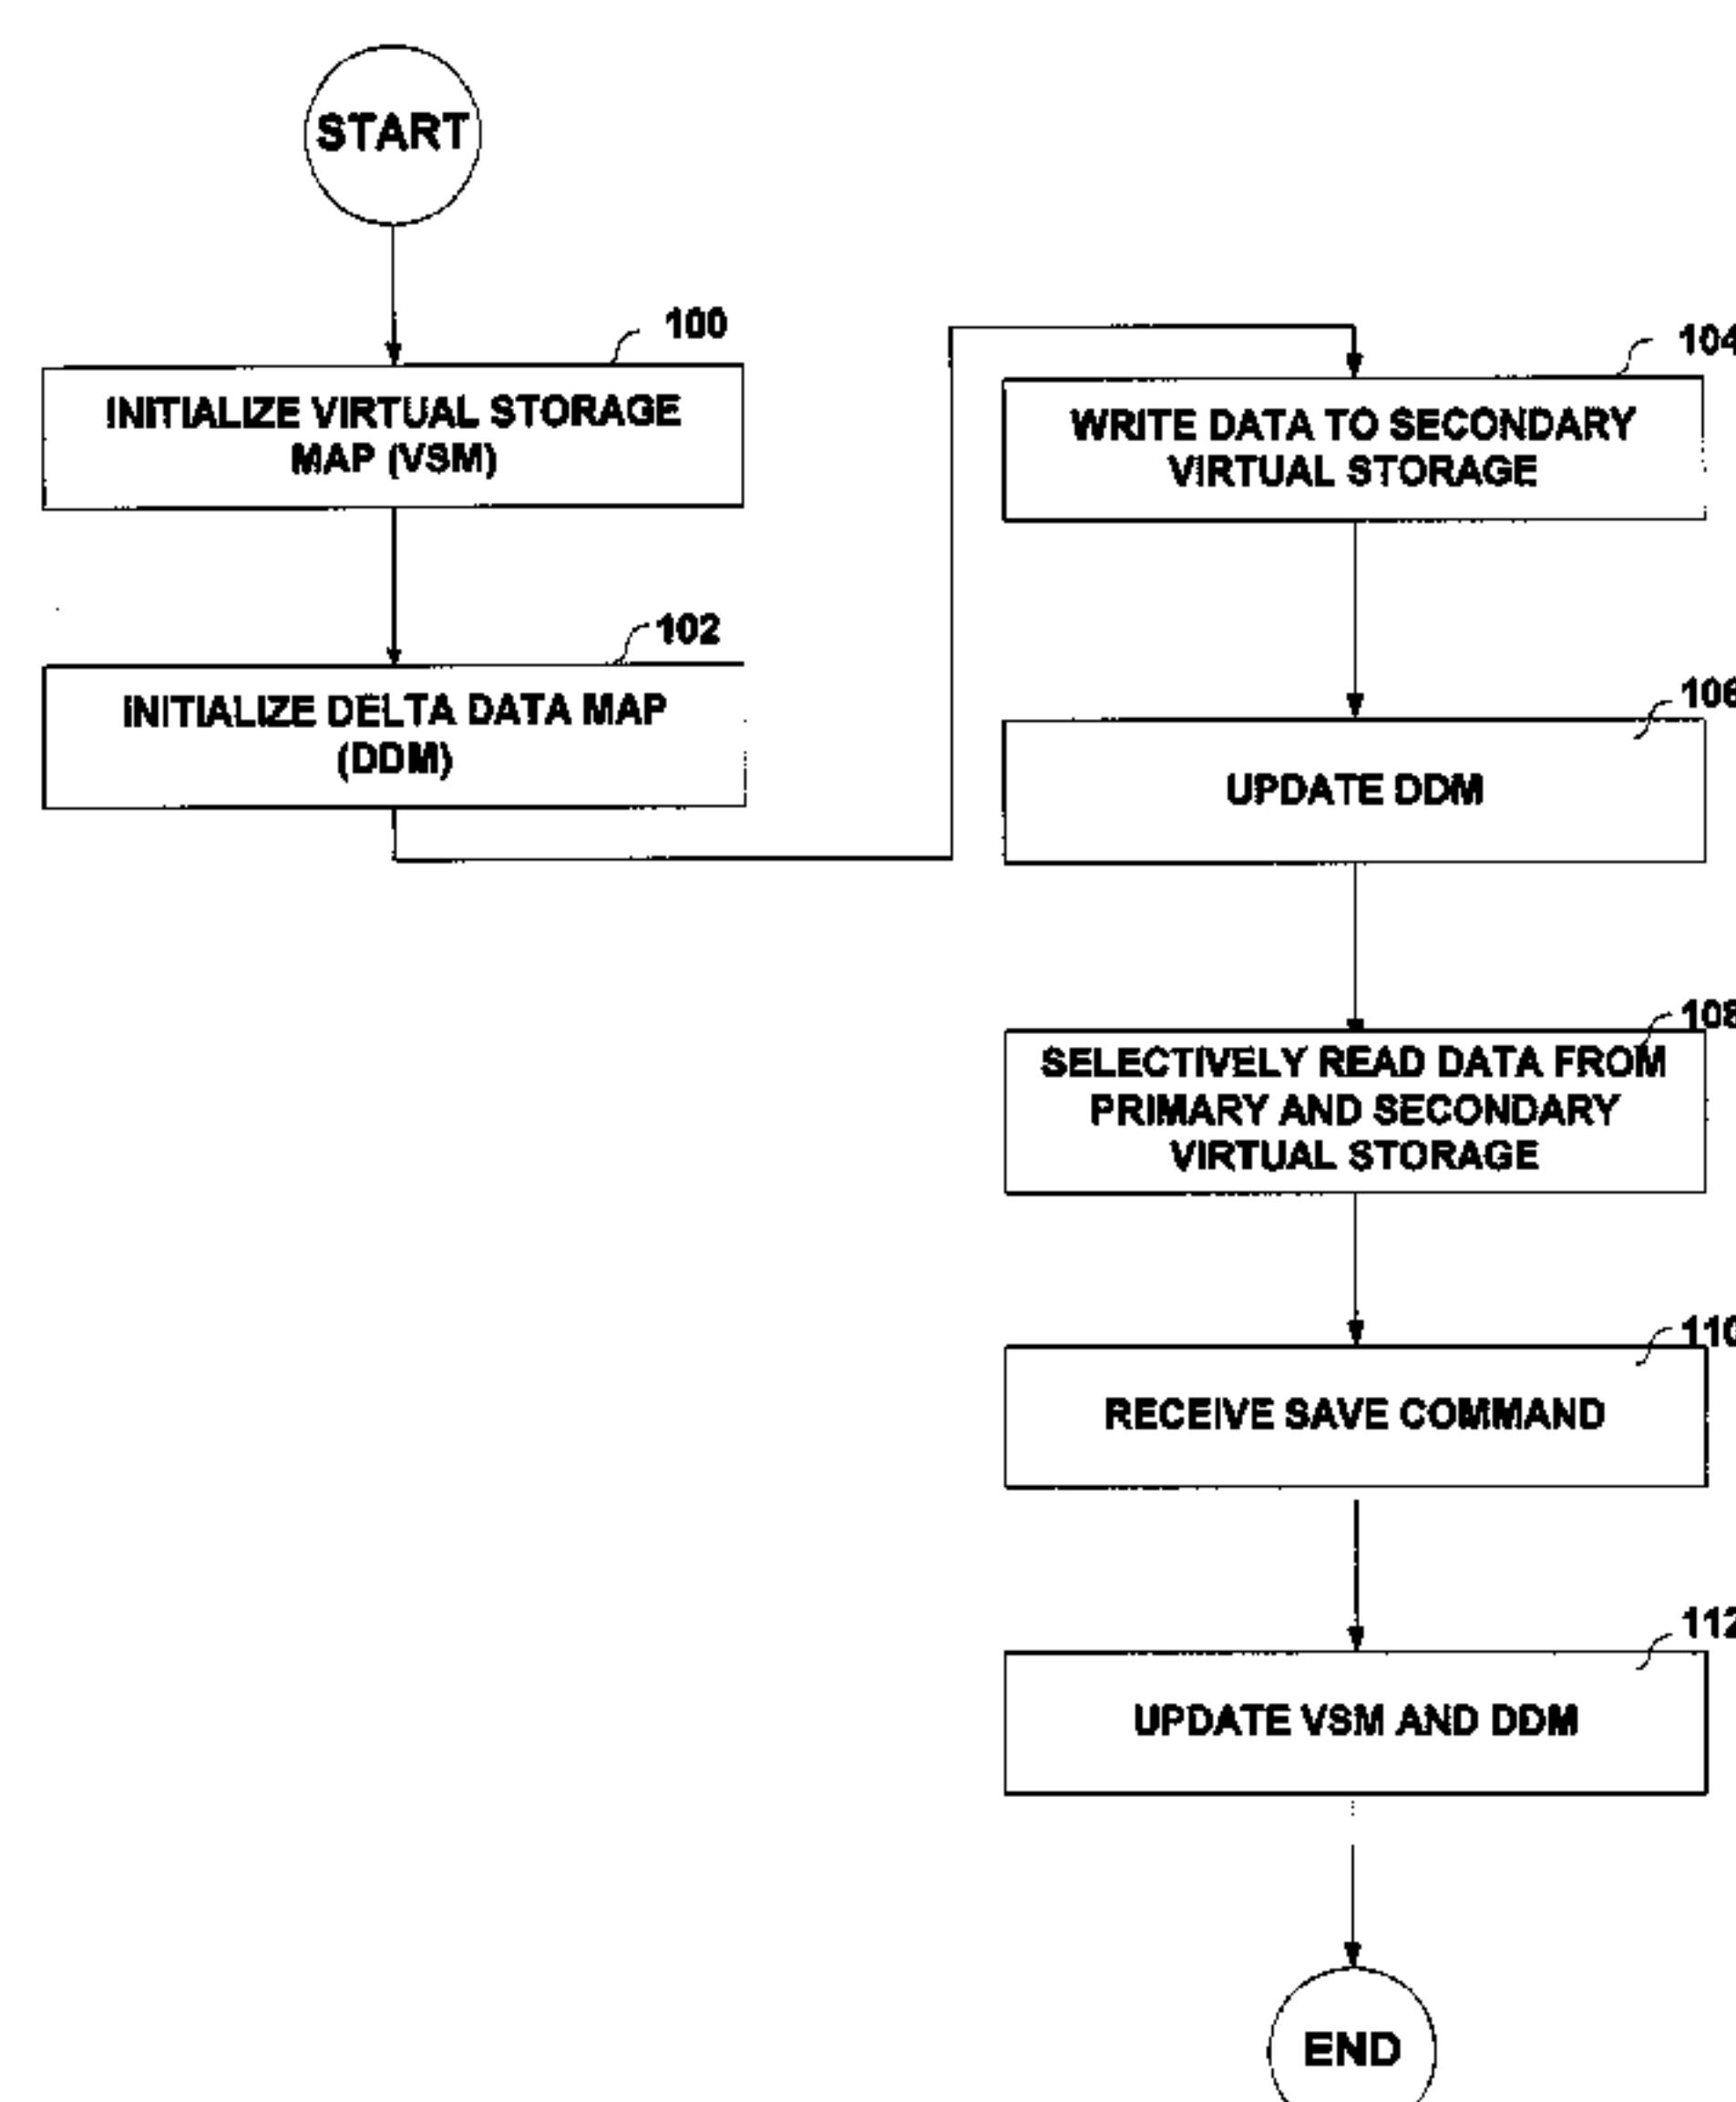 START
100
INITIALIZE VIRTUAL STORAGE
MAP (VSM)
102
INITIALIZE DELTA DATA MAP
(DDM)
104
WRITE DATA TO SECONDARY
VIRTUAL STORAGE
106
UPDATE DDM
108
SELECTIVELY READ DATA FROM
PRIMARY AND SECONDARY
VIRTUAL STORAGE
110
RECEIVE SAVE COMMAND
112
UPDATE VSM AND DDM
END